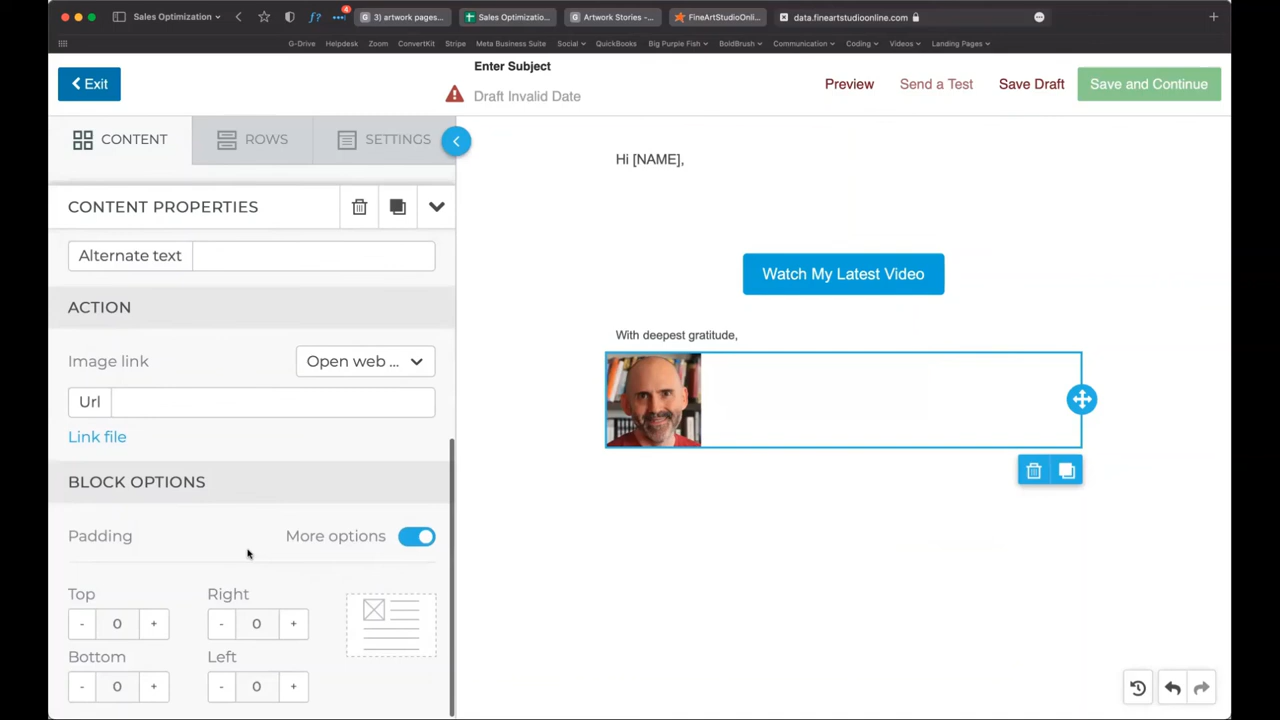 Sales Optimization
f?
4
3) artwork pages...
Sales Optimizatio...
Artwork Stories -...
FineArtStudioOnli...
data.fineartstudioonline.com
G-Drive
Helpdesk
Zoom
ConvertKit
Stripe
Meta Business Suite
Social
QuickBooks
Big Purple Fish
BoldBrush
Communication
Coding
Videos
Landing Pages
Exit
Enter Subject
Draft Invalid Date
Preview
Send a Test
Save Draft
Save and Continue
CONTENT
ROWS
SETTINGS
CONTENT PROPERTIES
Alternate text
ACTION
Image link
Open web ...
Url
Link file
BLOCK OPTIONS
Padding
More options
Top
Right
- 0 +
- 0 +
Bottom
Left
- 0 +
- 0 +
Hi [NAME],
Watch My Latest Video
With deepest gratitude,